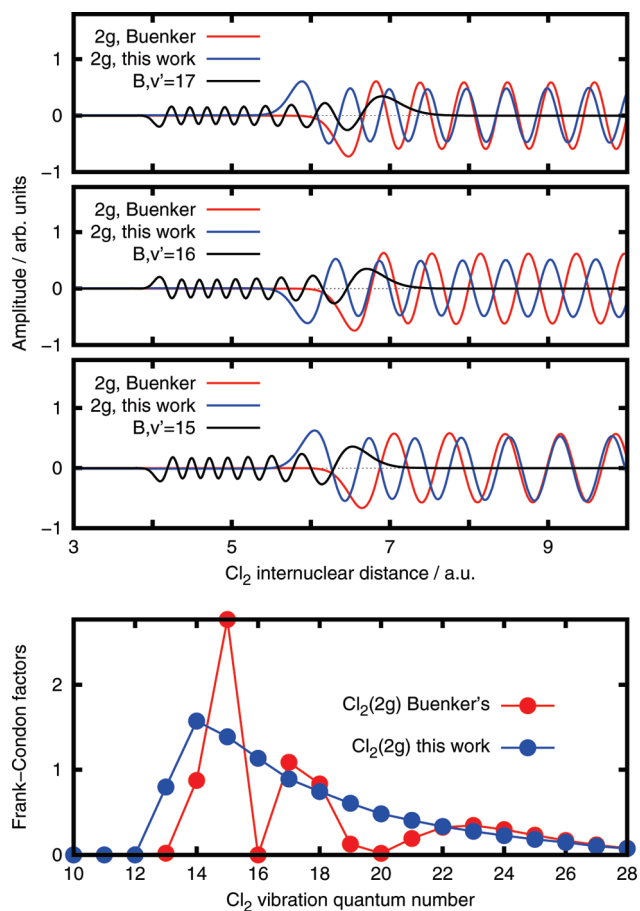 2g, Buenker
2g, this work
B,v'=17
1
0
−1
2g, Buenker
2g, this work
B,v'=16
1
0
−1
2g, Buenker
2g, this work
B,v'=15
1
0
−1
Amplitude / arb. units
3 5 7 9
Cl2 internuclear distance / a.u.
Frank–Condon factors
2
1
0
Cl2(2g) Buenker's
Cl2(2g) this work
10 12 14 16 18 20 22 24 26 28
Cl2 vibration quantum number